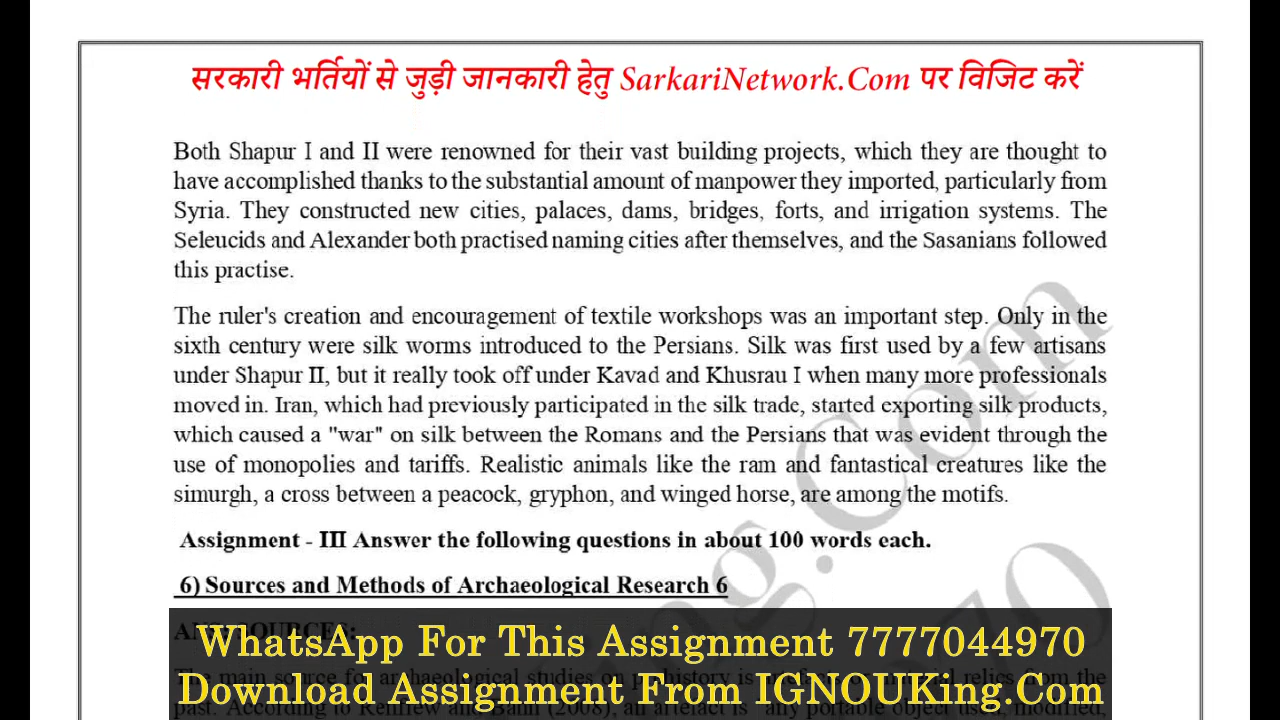 सरकारी भर्तियों से जुड़ी जानकारी हेतु SarkariNetwork.Com पर विजिट करें
Both Shapur I and II were renowned for their vast building projects, which they are thought to
have accomplished thanks to the substantial amount of manpower they imported, particularly from
Syria. They constructed new cities, palaces, dams, bridges, forts, and irrigation systems. The
Seleucids and Alexander both practised naming cities after themselves, and the Sasanians followed
this practise.
The ruler's creation and encouragement of textile workshops was an important step. Only in the
sixth century were silk worms introduced to the Persians. Silk was first used by a few artisans
under Shapur II, but it really took off under Kavad and Khusrau I when many more professionals
moved in. Iran, which had previously participated in the silk trade, started exporting silk products,
which caused a "war" on silk between the Romans and the Persians that was evident through the
use of monopolies and tariffs. Realistic animals like the ram and fantastical creatures like the
simurgh, a cross between a peacock, gryphon, and winged horse, are among the motifs.
Assignment - III Answer the following questions in about 100 words each.
6) Sources and Methods of Archaeological Research 6
WhatsApp For This Assignment 7777044970
Download Assignment From IGNOUKing.Com